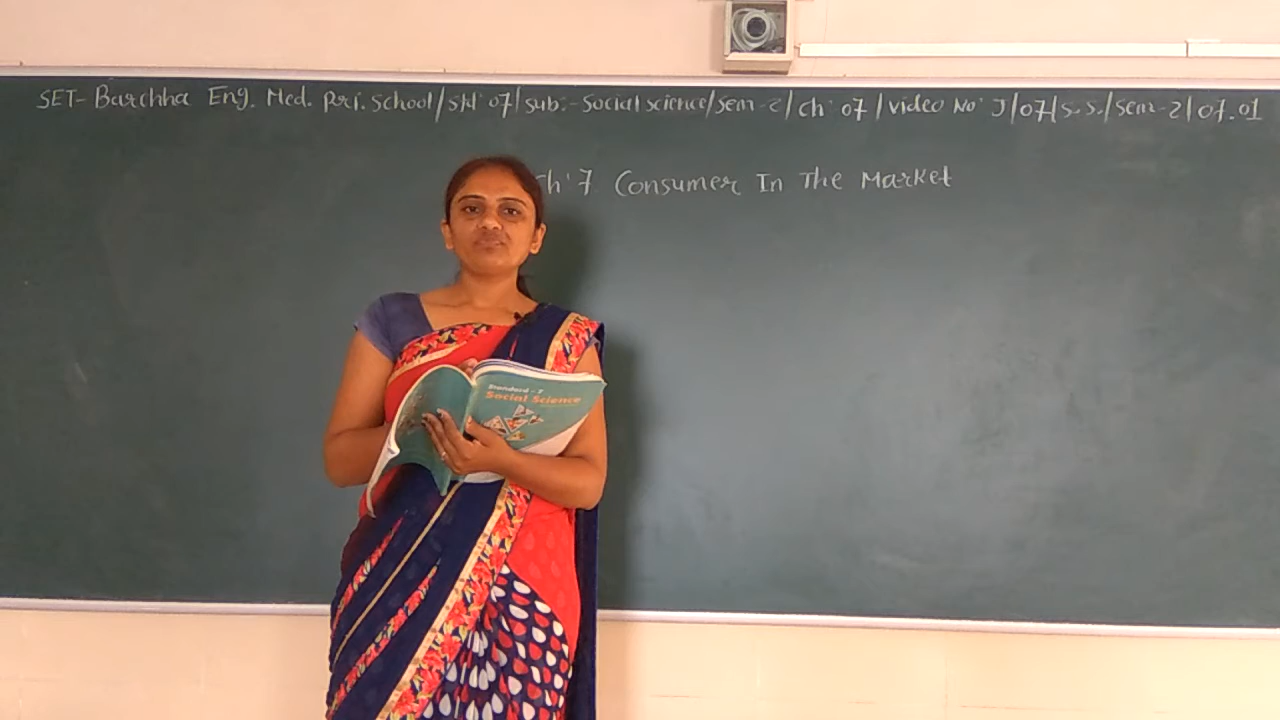 SET- Barchha Eng. Med. Pri. School / std: 07 / sub:- Social science / sem-2 / Ch: 07 / Video No: J/07/S.S./Sem-2/07.01
Ch: 7. Consumer In The Market
Standard - 7
Social Science